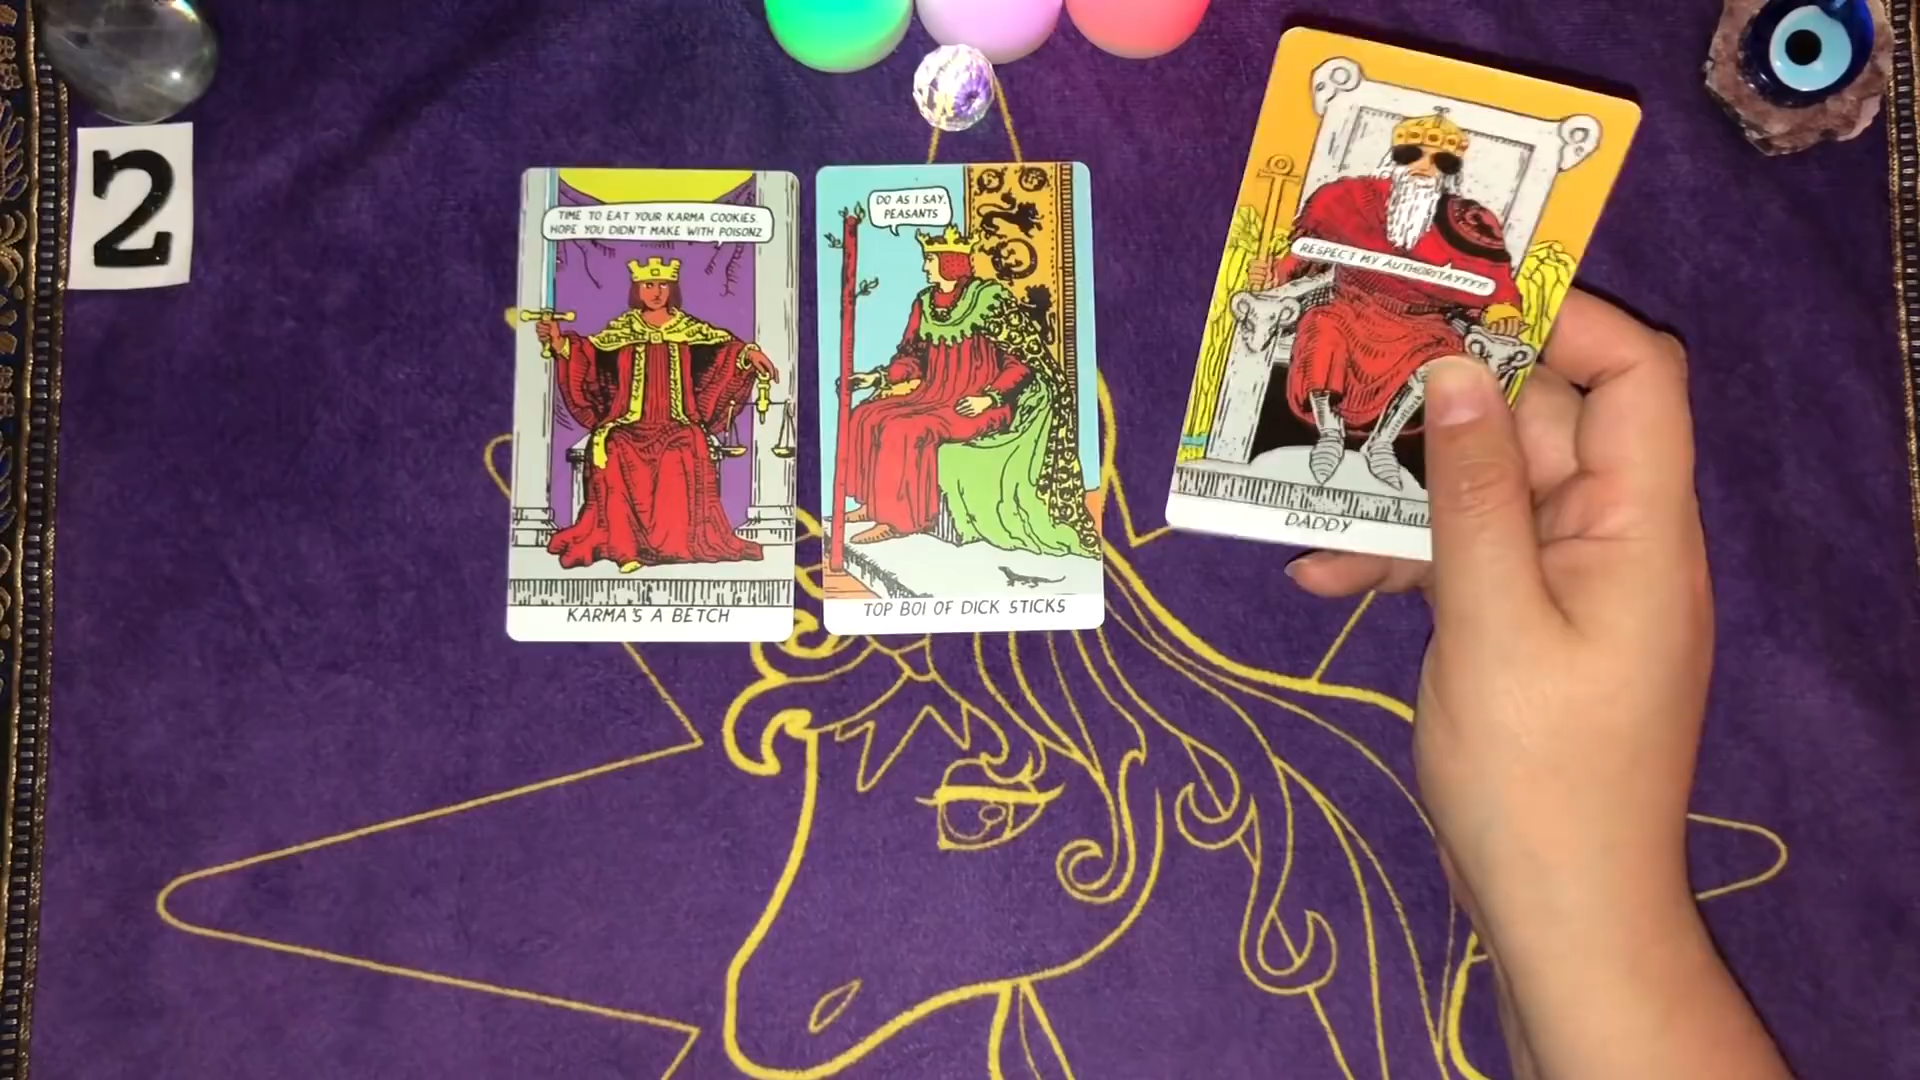 2
TIME TO EAT YOUR KARMA COOKIES.
HOPE YOU DIDN'T MAKE WITH POISONZ
KARMA'S A BETCH
DO AS I SAY,
PEASANTS
TOP BOI OF DICK STICKS
RESPECT MY AUTHORITAYYYY!
DADDY